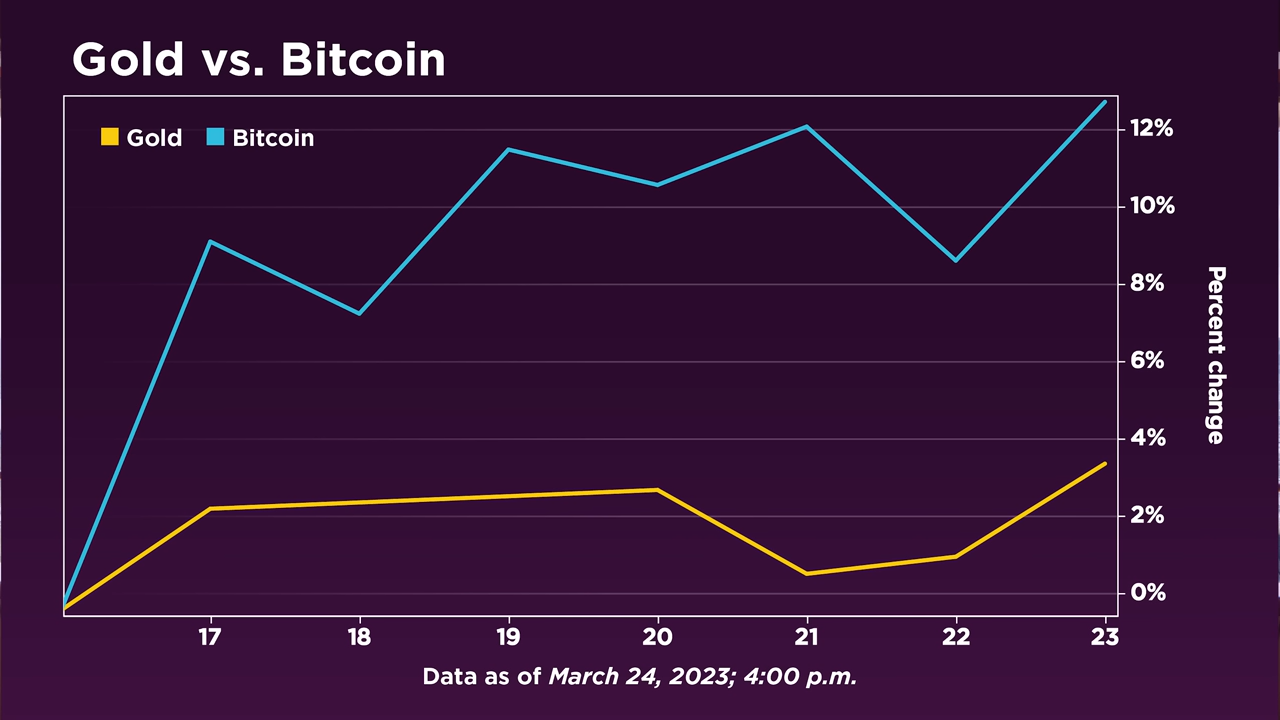 Gold vs. Bitcoin
Gold Bitcoin
12%
10%
8%
6%
4%
2%
0%
Percent change
17 18 19 20 21 22 23
Data as of March 24, 2023; 4:00 p.m.